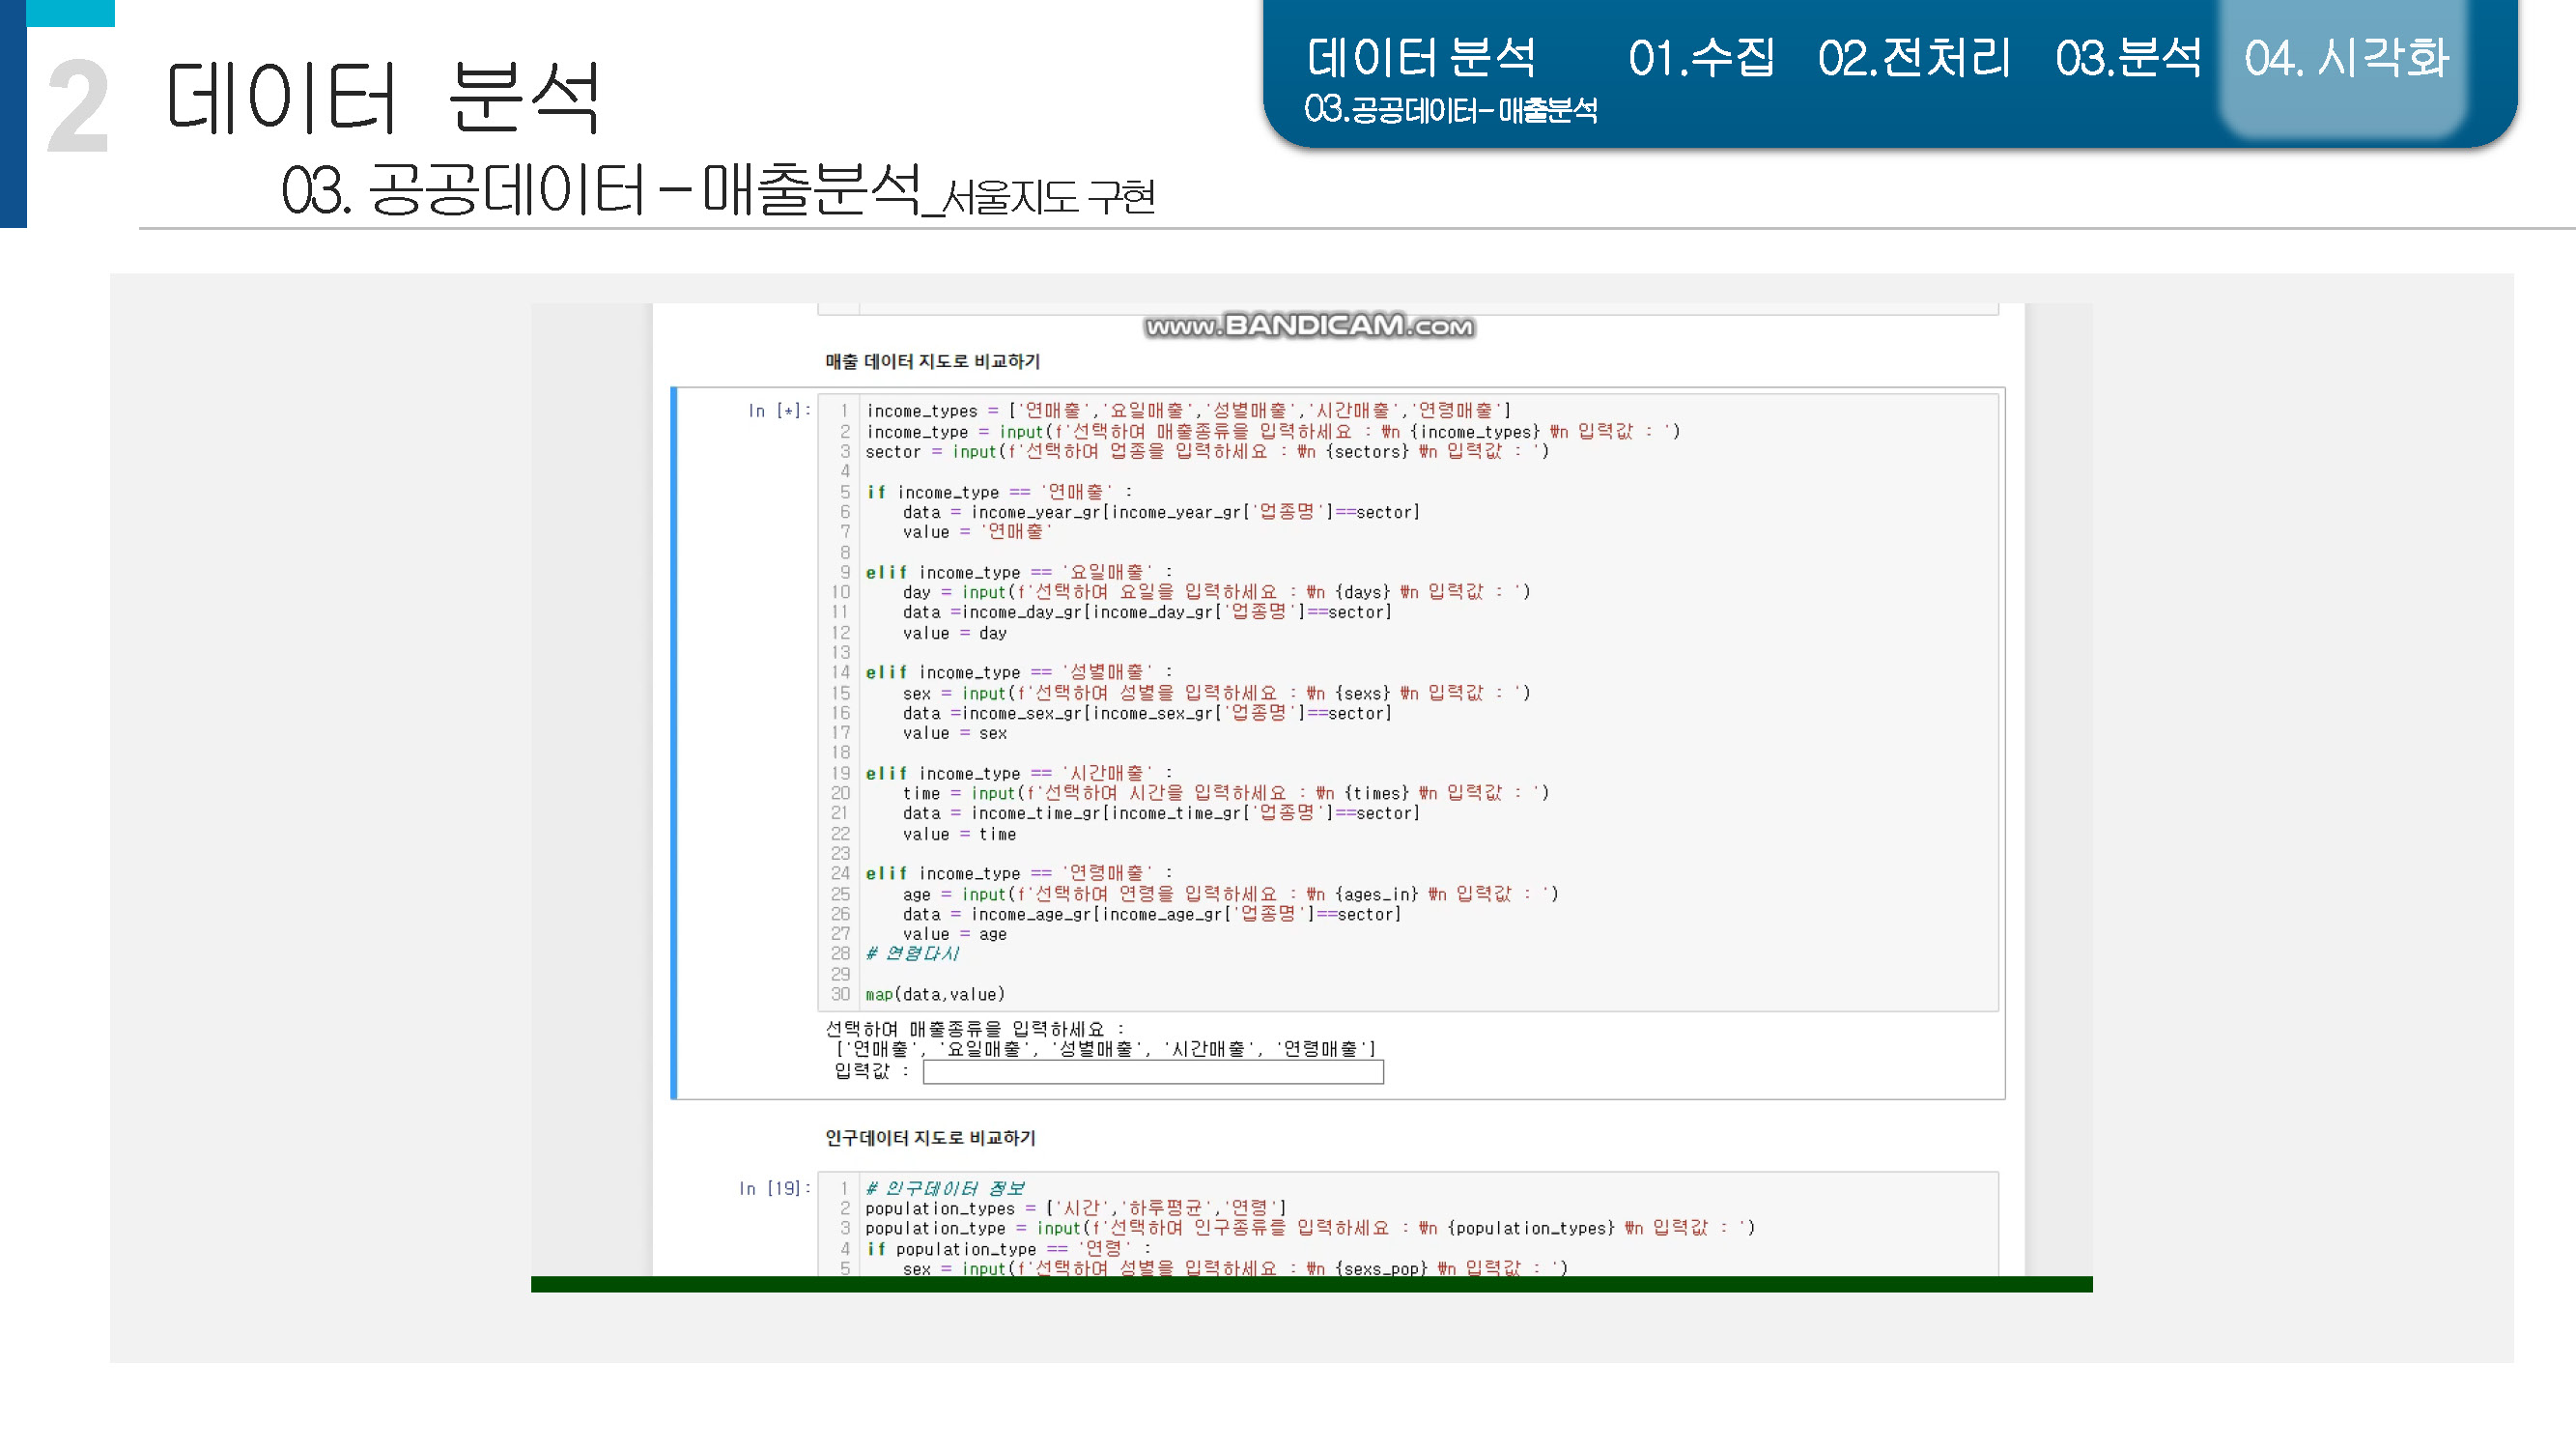 2 데이터 분석
03. 공공데이터 – 매출분석_서울지도 구현
데이터 분석 01.수집 02.전처리 03.분석 04. 시각화
03.공공데이터– 매출분석
www.BANDICAM.com
매출 데이터 지도로 비교하기
In [*]:
1 income_types = ['연매출','요일매출','성별매출','시간매출','연령매출']
2 income_type = input(f'선택하여 매출종류을 입력하세요 : ₩n {income_types} ₩n 입력값 : ')
3 sector = input(f'선택하여 업종을 입력하세요 : ₩n {sectors} ₩n 입력값 : ')
4
5 if income_type == '연매출' :
6 data = income_year_gr[income_year_gr['업종명']==sector]
7 value = '연매출'
8
9 elif income_type == '요일매출' :
10 day = input(f'선택하여 요일을 입력하세요 : ₩n {days} ₩n 입력값 : ')
11 data =income_day_gr[income_day_gr['업종명']==sector]
12 value = day
13
14 elif income_type == '성별매출' :
15 sex = input(f'선택하여 성별을 입력하세요 : ₩n {sexs} ₩n 입력값 : ')
16 data =income_sex_gr[income_sex_gr['업종명']==sector]
17 value = sex
18
19 elif income_type == '시간매출' :
20 time = input(f'선택하여 시간을 입력하세요 : ₩n {times} ₩n 입력값 : ')
21 data = income_time_gr[income_time_gr['업종명']==sector]
22 value = time
23
24 elif income_type == '연령매출' :
25 age = input(f'선택하여 연령을 입력하세요 : ₩n {ages_in} ₩n 입력값 : ')
26 data = income_age_gr[income_age_gr['업종명']==sector]
27 value = age
28 # 연령다시
29
30 map(data,value)
선택하여 매출종류을 입력하세요 :
['연매출', '요일매출', '성별매출', '시간매출', '연령매출']
입력값 :
인구데이터 지도로 비교하기
In [19]:
1 # 인구데이터 정보
2 population_types = ['시간','하루평균','연령']
3 population_type = input(f'선택하여 인구종류을 입력하세요 : ₩n {population_types} ₩n 입력값 : ')
4 if population_type == '연령' :
5 sex = input(f'선택하여 성별을 입력하세요 : ₩n {sexs_pop} ₩n 입력값 : ')